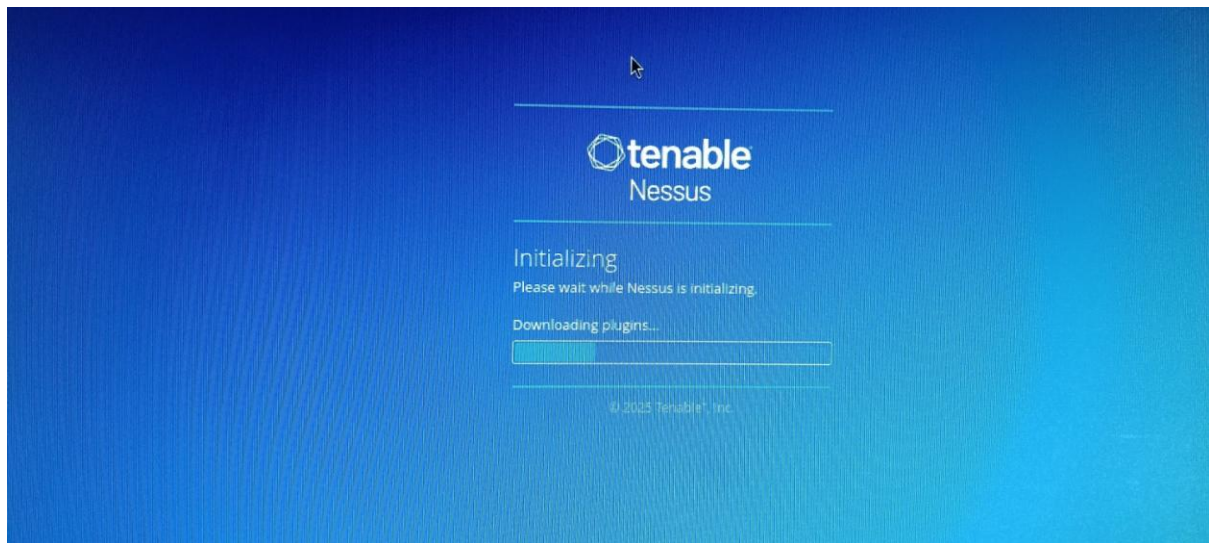 tenable
Nessus
Initializing
Please wait while Nessus is initializing.
Downloading plugins...
© 2025 Tenable®, Inc.